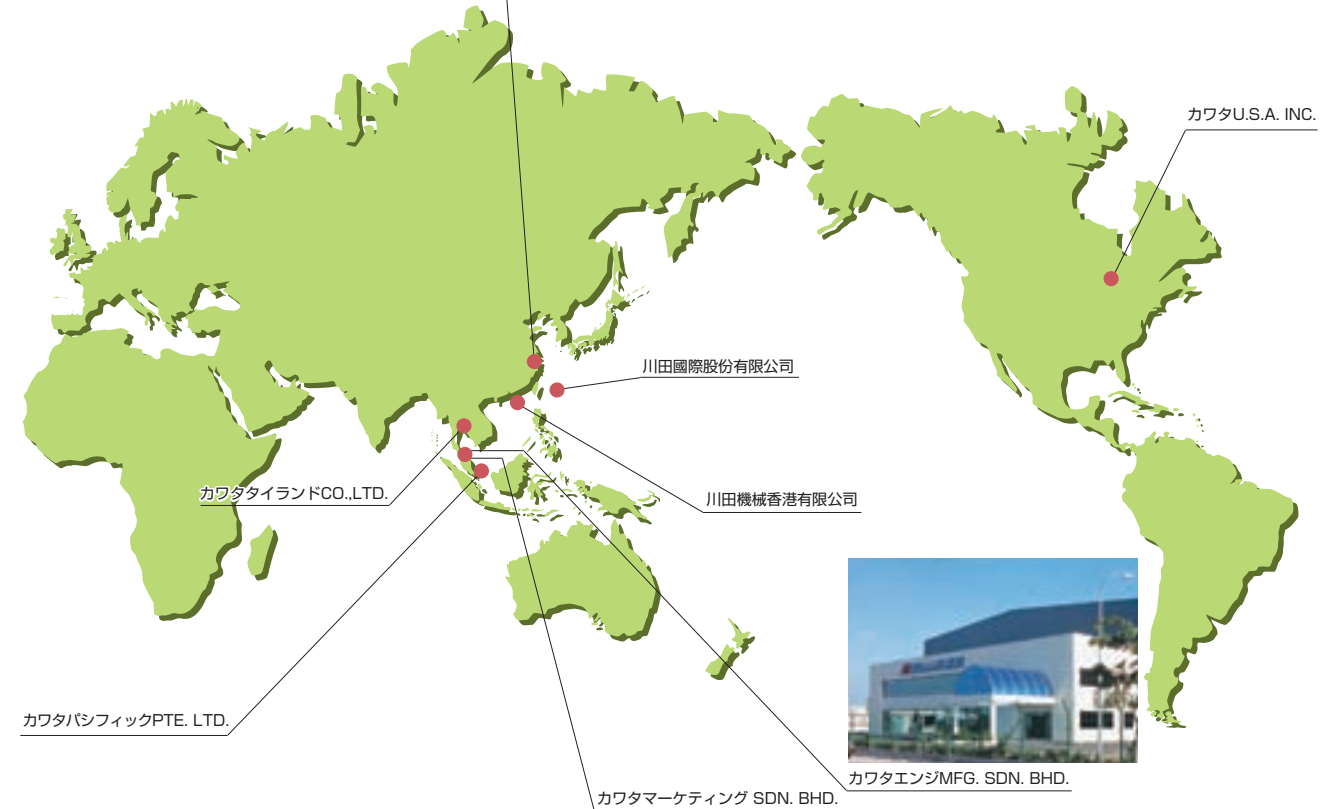 カワタU.S.A. INC.
川田國際股份有限公司
カワタタイランドCO.,LTD.
川田機械香港有限公司
カワタパシフィックPTE. LTD.
カワタエンジMFG. SDN. BHD.
カワタマーケティング SDN. BHD.